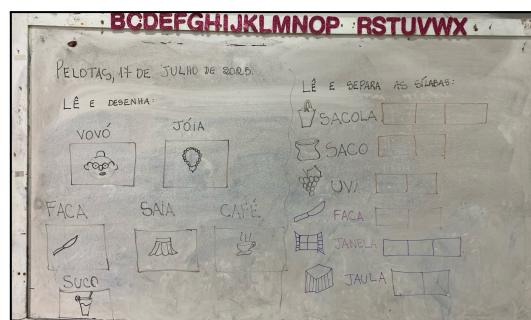 BCDEFGHIJKLMNOP RSTUVWX
PELOTAS, 17 DE JULHO DE 2025.
LÊ E DESENHA:
VOVÓ
JÓIA
FACA
SAIA
CAFÉ
SUCO
LÊ E SEPARA AS SÍLABAS:
SACOLA
SACO
UVA
FACA
JANELA
JAULA